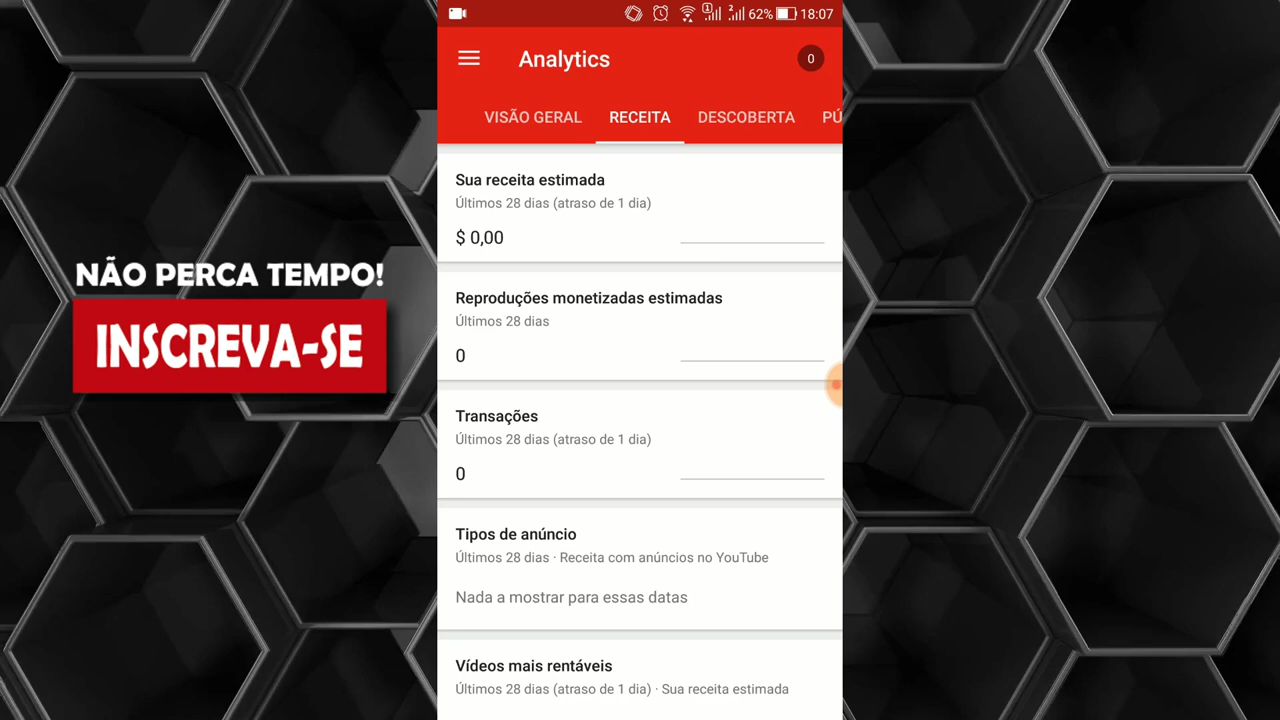 NÃO PERCA TEMPO!
INSCREVA-SE
1 2 62% 18:07
Analytics 0
VISÃO GERAL RECEITA DESCOBERTA PÚ
Sua receita estimada
Últimos 28 dias (atraso de 1 dia)
$ 0,00
Reproduções monetizadas estimadas
Últimos 28 dias
0
Transações
Últimos 28 dias (atraso de 1 dia)
0
Tipos de anúncio
Últimos 28 dias · Receita com anúncios no YouTube
Nada a mostrar para essas datas
Vídeos mais rentáveis
Últimos 28 dias (atraso de 1 dia) · Sua receita estimada